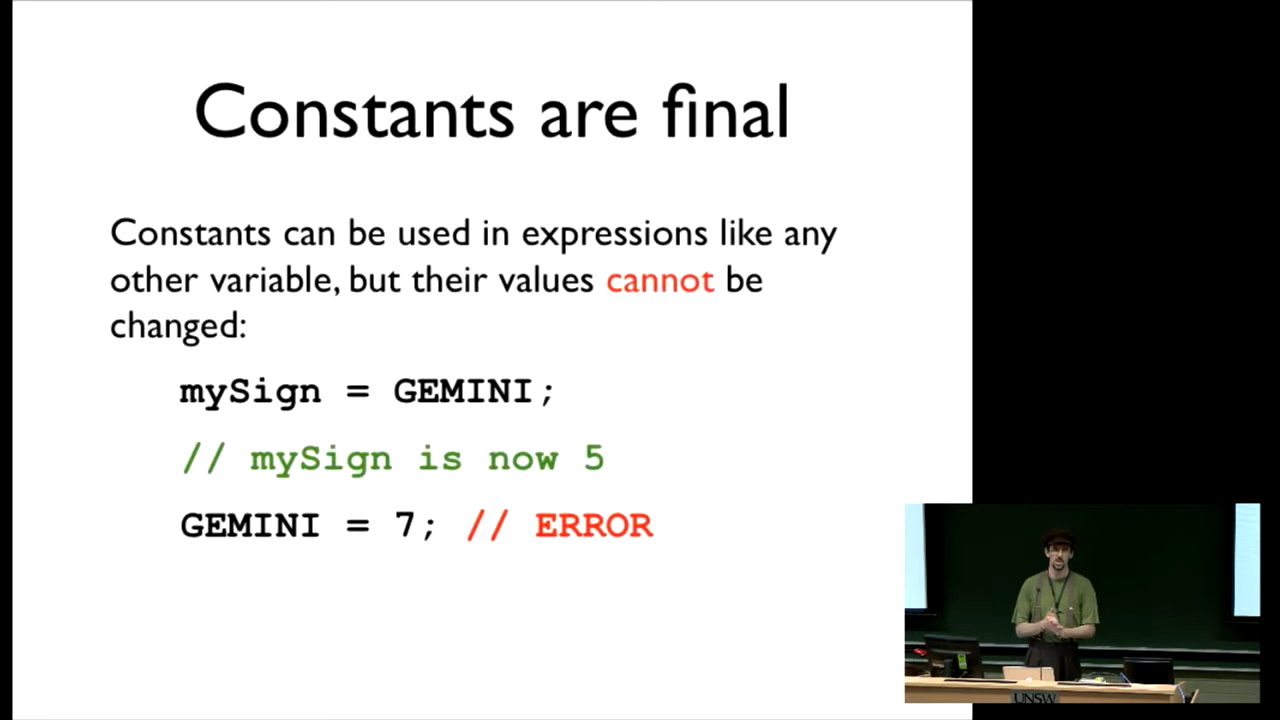 Constants are final
Constants can be used in expressions like any
other variable, but their values cannot be
changed:
mySign = GEMINI;
// mySign is now 5
GEMINI = 7; // ERROR
UNSW